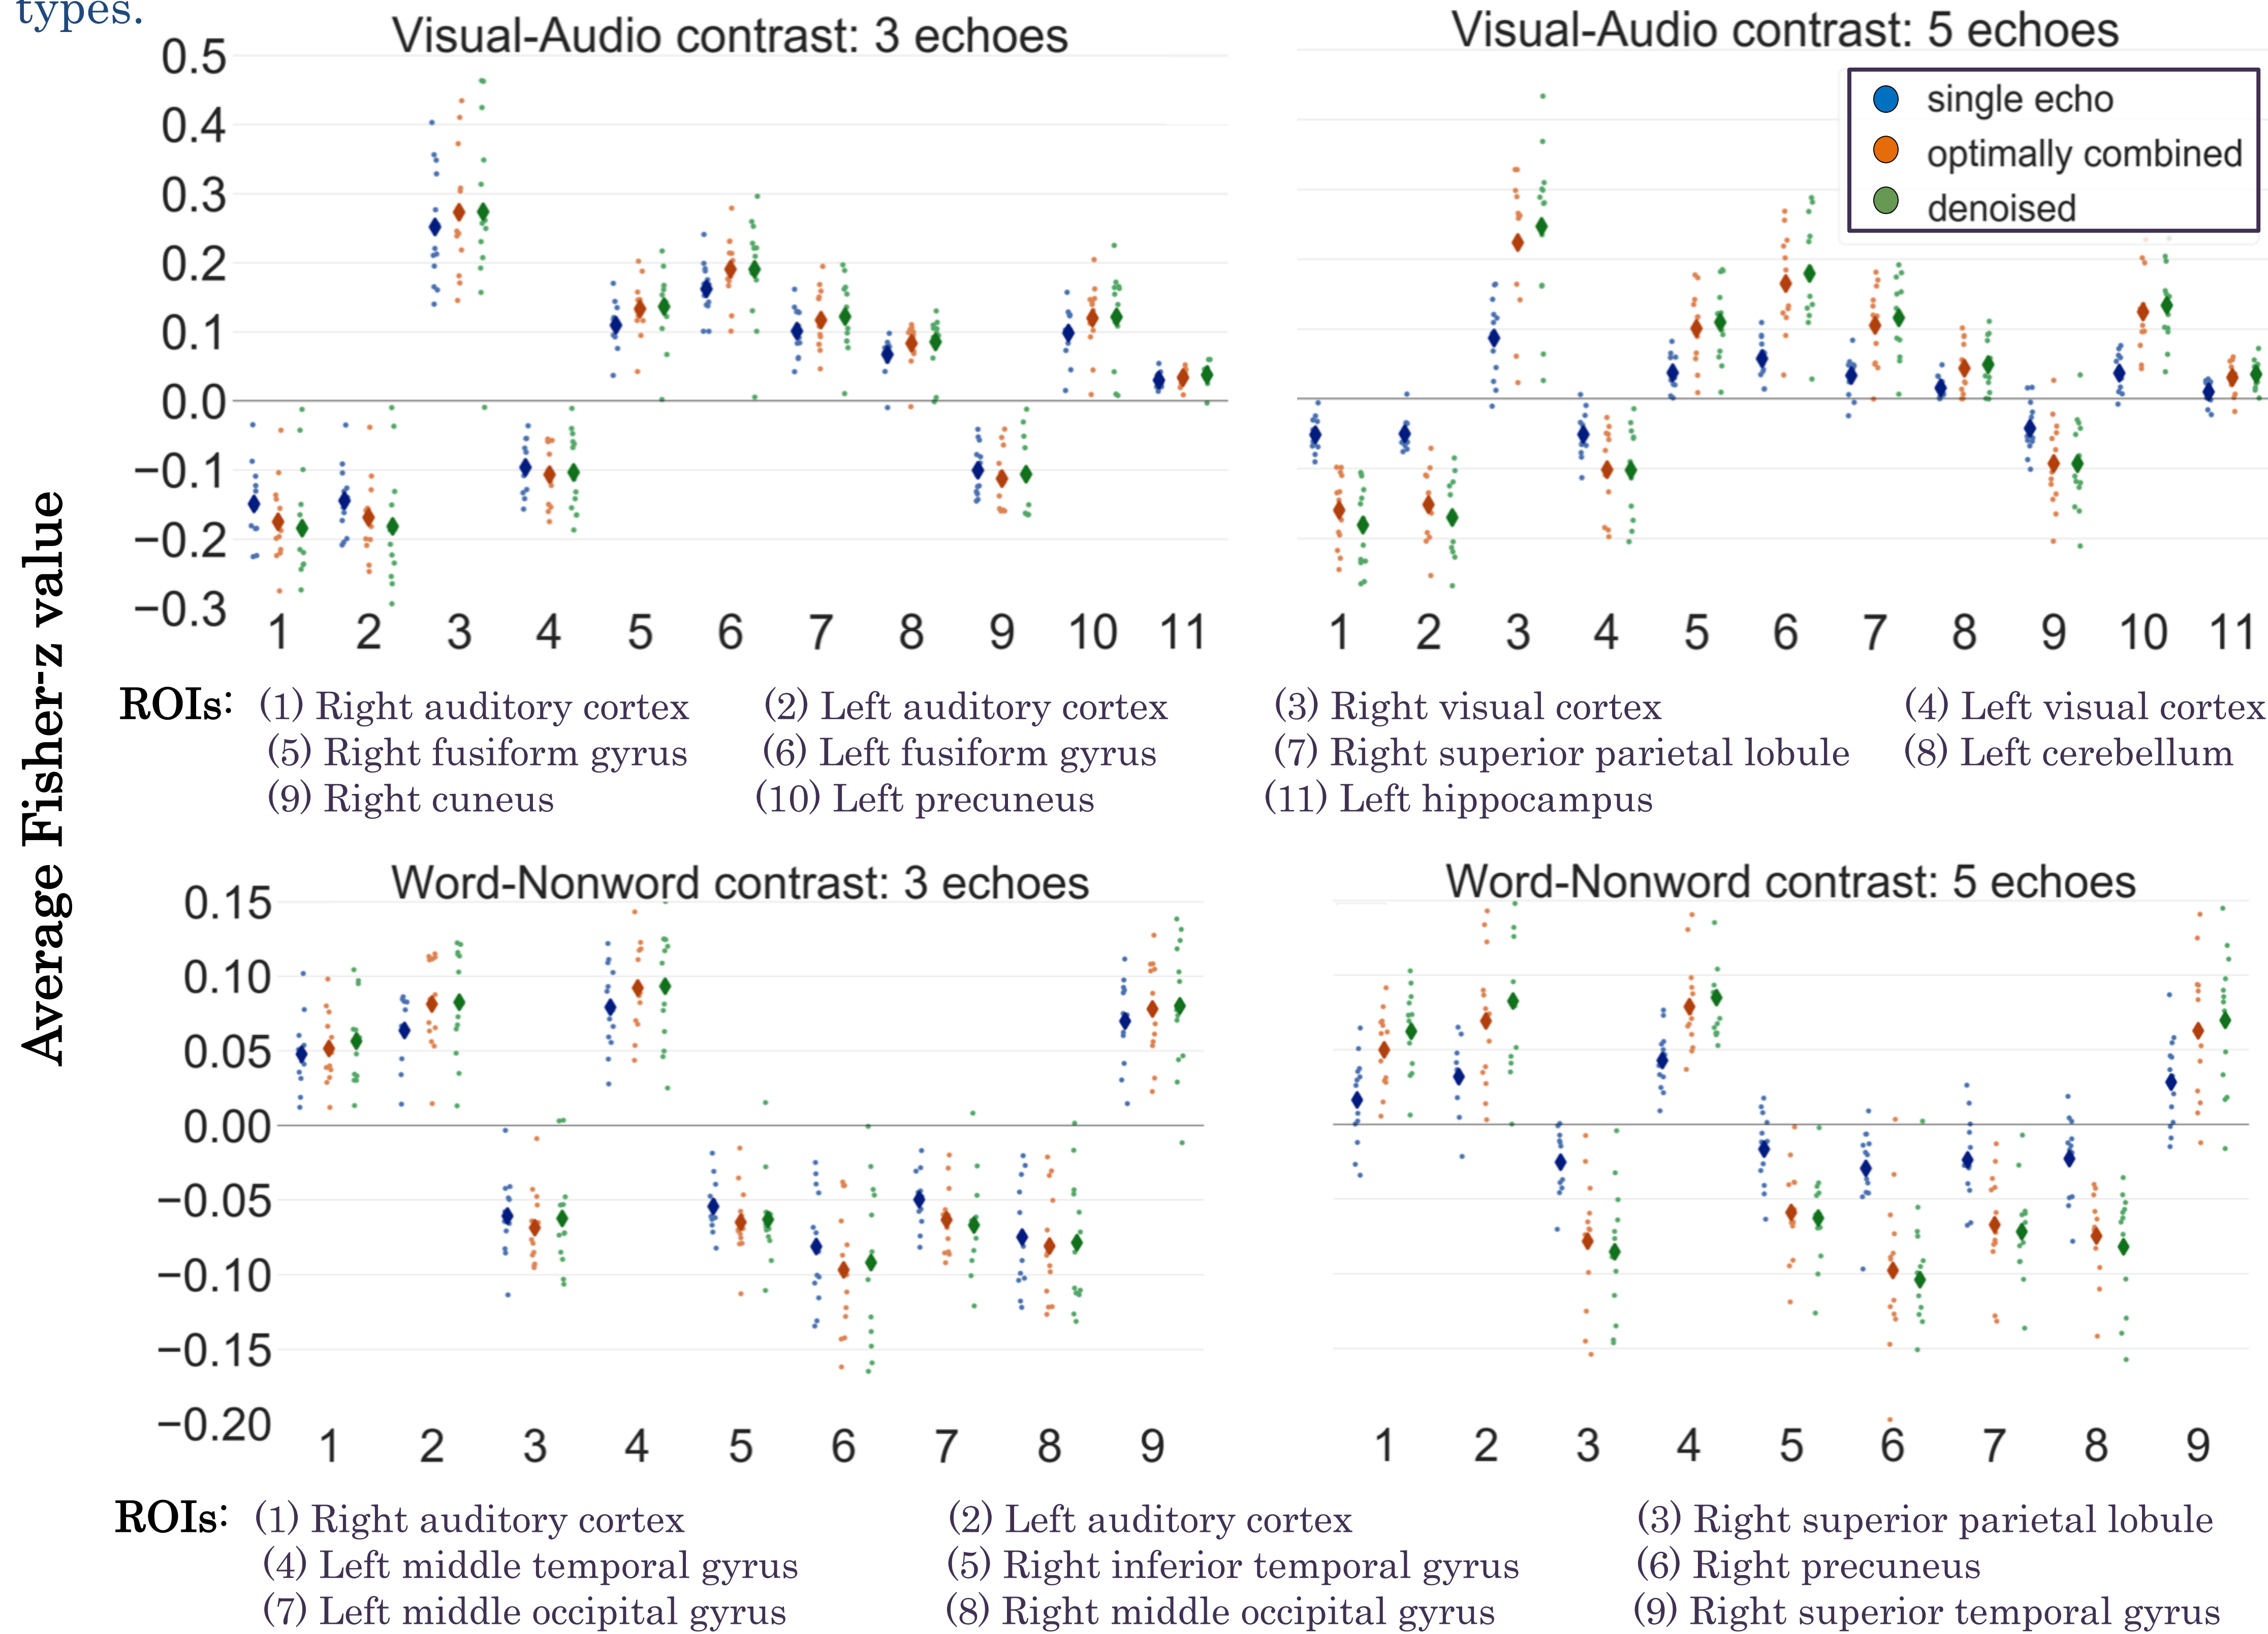 types.
Visual-Audio contrast: 3 echoes
Visual-Audio contrast: 5 echoes
single echo
optimally combined
denoised
0.5
0.4
0.3
0.2
0.1
0.0
−0.1
−0.2
−0.3
1 2 3 4 5 6 7 8 9 10 11
1 2 3 4 5 6 7 8 9 10 11
Average Fisher-z value
ROIs: (1) Right auditory cortex (2) Left auditory cortex (3) Right visual cortex (4) Left visual cortex
(5) Right fusiform gyrus (6) Left fusiform gyrus (7) Right superior parietal lobule (8) Left cerebellum
(9) Right cuneus (10) Left precuneus (11) Left hippocampus
Word-Nonword contrast: 3 echoes
Word-Nonword contrast: 5 echoes
0.15
0.10
0.05
0.00
−0.05
−0.10
−0.15
−0.20
1 2 3 4 5 6 7 8 9
1 2 3 4 5 6 7 8 9
ROIs: (1) Right auditory cortex (2) Left auditory cortex (3) Right superior parietal lobule
(4) Left middle temporal gyrus (5) Right inferior temporal gyrus (6) Right precuneus
(7) Left middle occipital gyrus (8) Right middle occipital gyrus (9) Right superior temporal gyrus